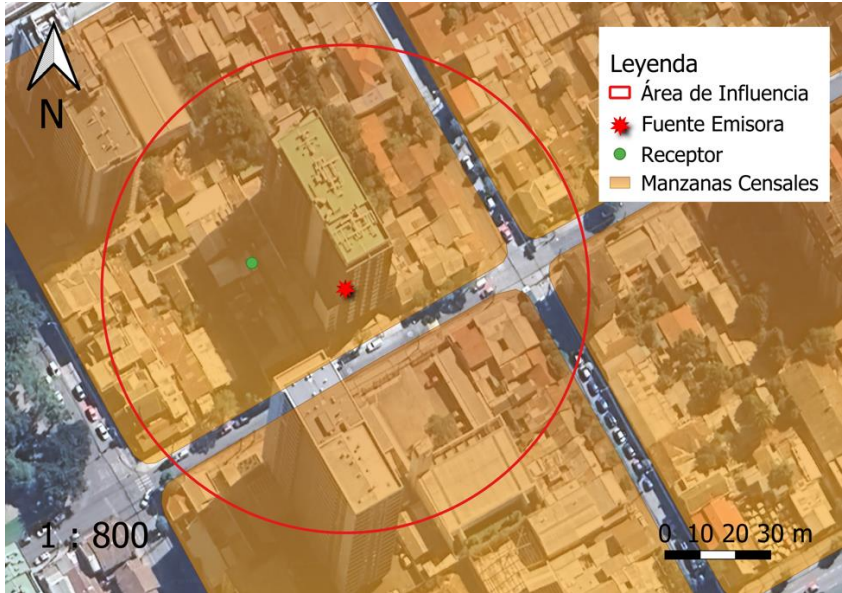 N
Leyenda
Área de Influencia
Fuente Emisora
Receptor
Manzanas Censales
1 : 800
0 10 20 30 m